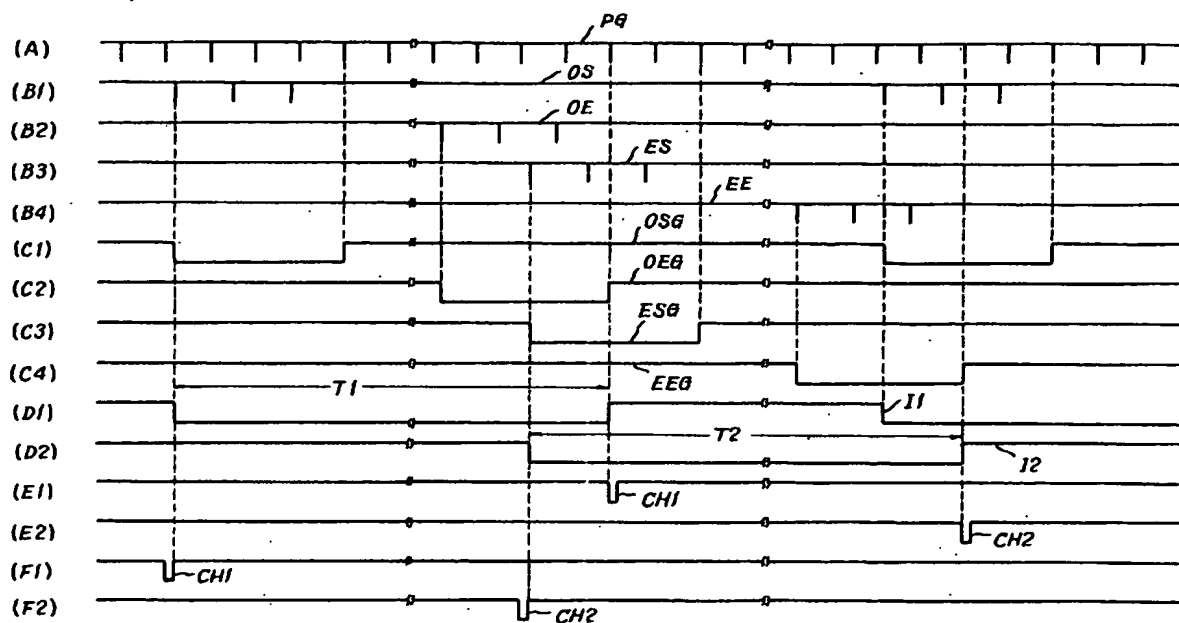 (A) PG
(B1) OS
(B2) OE
(B3) ES
(B4) EE
(C1) OSG
(C2) OEG
(C3) ESG
(C4) EEG
T1
(D1) I1
T2
(D2) I2
(E1) CH1
(E2) CH2
(F1) CH1
(F2) CH2